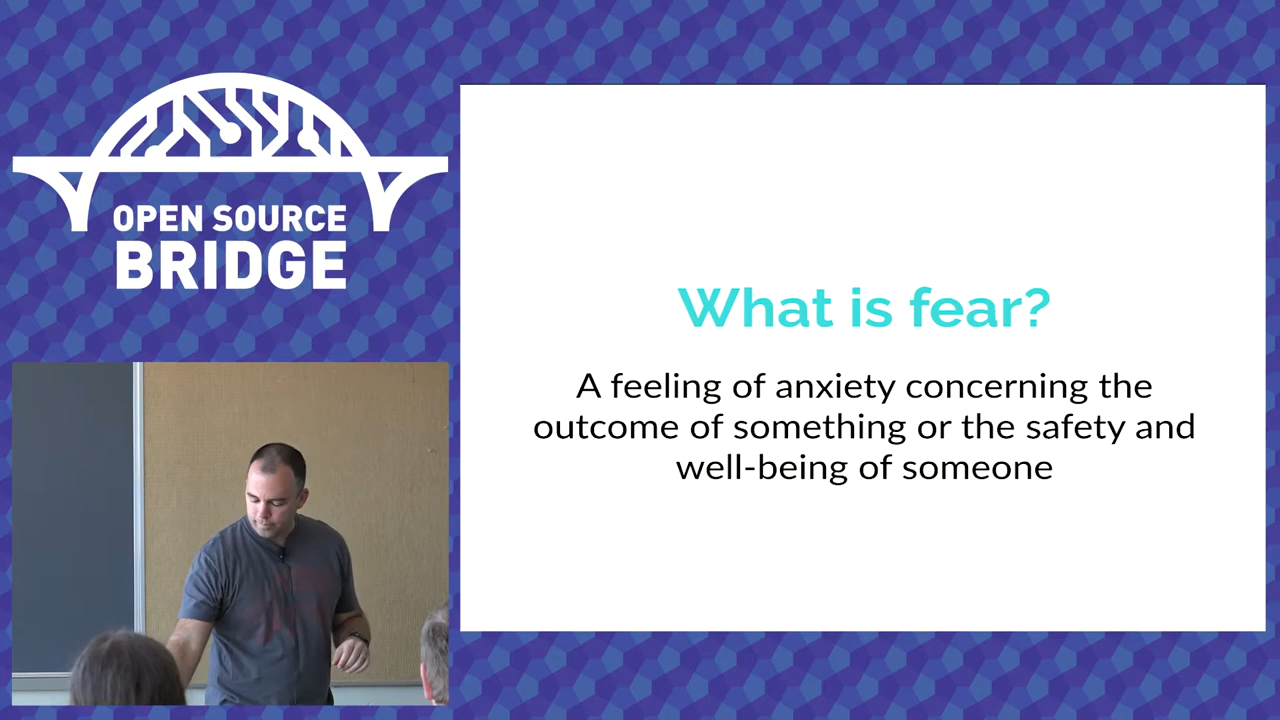 OPEN SOURCE
BRIDGE
What is fear?
A feeling of anxiety concerning the
outcome of something or the safety and
well-being of someone